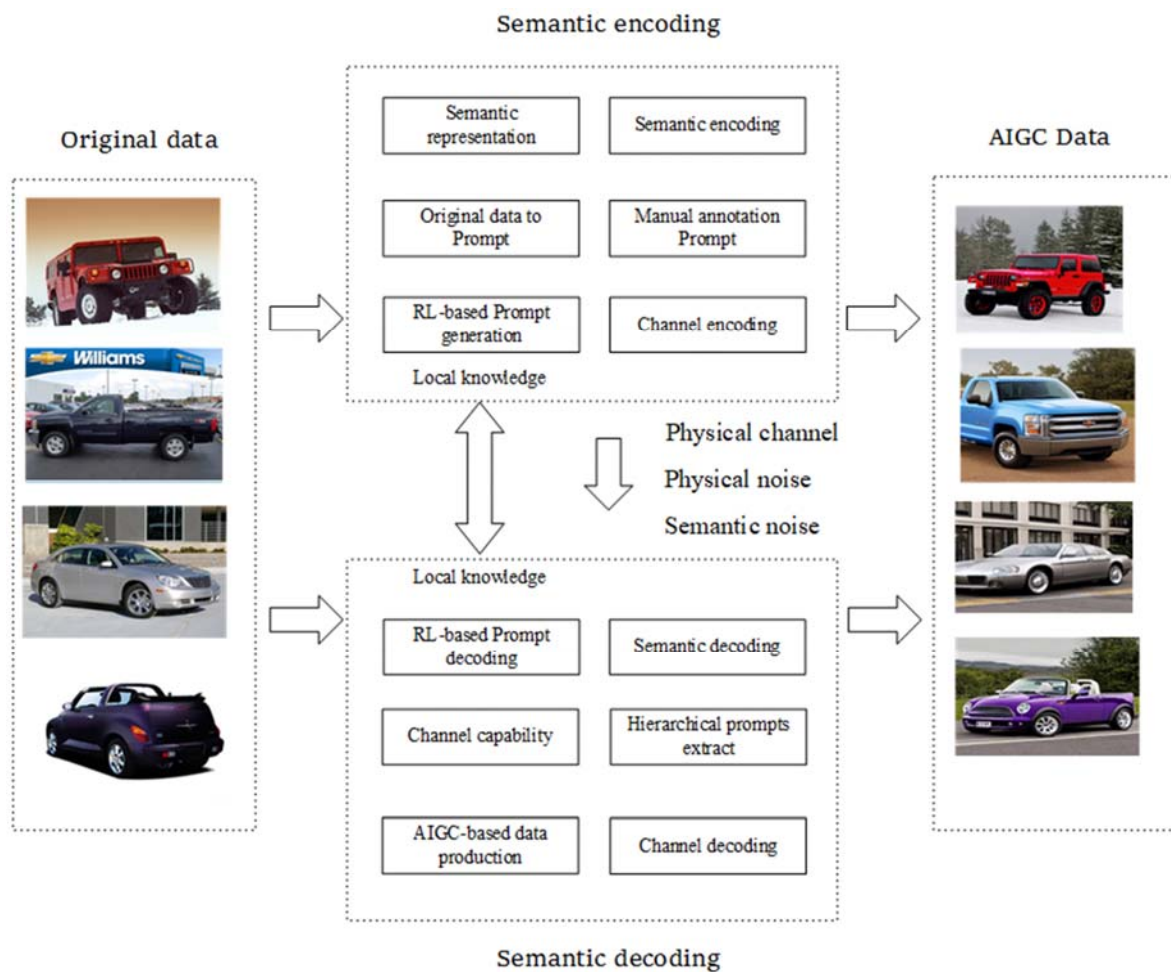 Semantic encoding
Original data
AIGC Data
Semantic
representation
Semantic encoding
Original data to
Prompt
Manual annotation
Prompt
RL-based Prompt
generation
Channel encoding
Local knowledge
Williams
Physical channel
Physical noise
Semantic noise
Local knowledge
RL-based Prompt
decoding
Semantic decoding
Channel capability
Hierarchical prompts
extract
AIGC-based data
production
Channel decoding
Semantic decoding